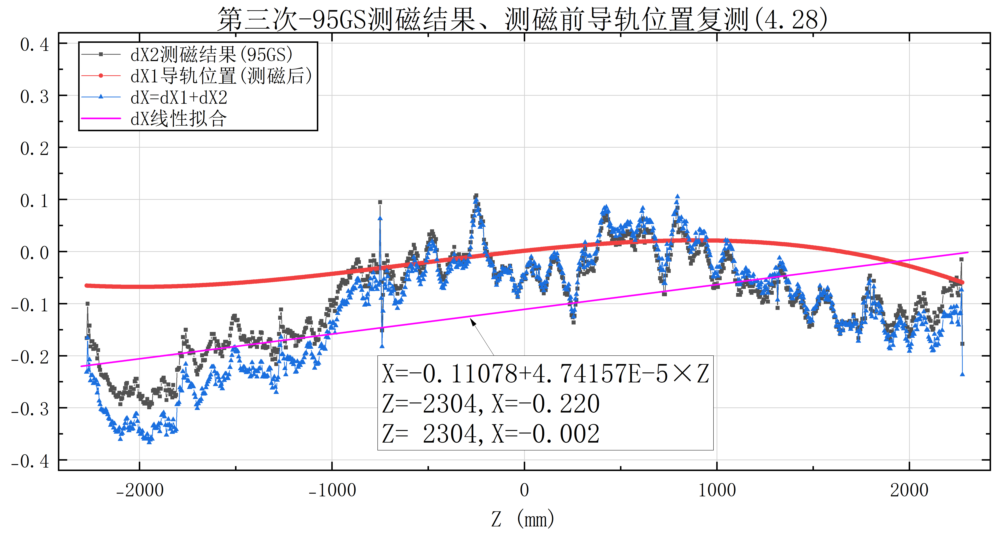 第三次-95GS测磁结果、测磁前导轨位置复测(4.28)
dX2测磁结果(95GS)
dX1导轨位置(测磁后)
dX=dX1+dX2
dX线性拟合
0.4
0.3
0.2
0.1
0.0
-0.1
-0.2
-0.3
-0.4
X=-0.11078+4.74157E-5×Z
Z=-2304,X=-0.220
Z= 2304,X=-0.002
-2000 -1000 0 1000 2000
Z (mm)